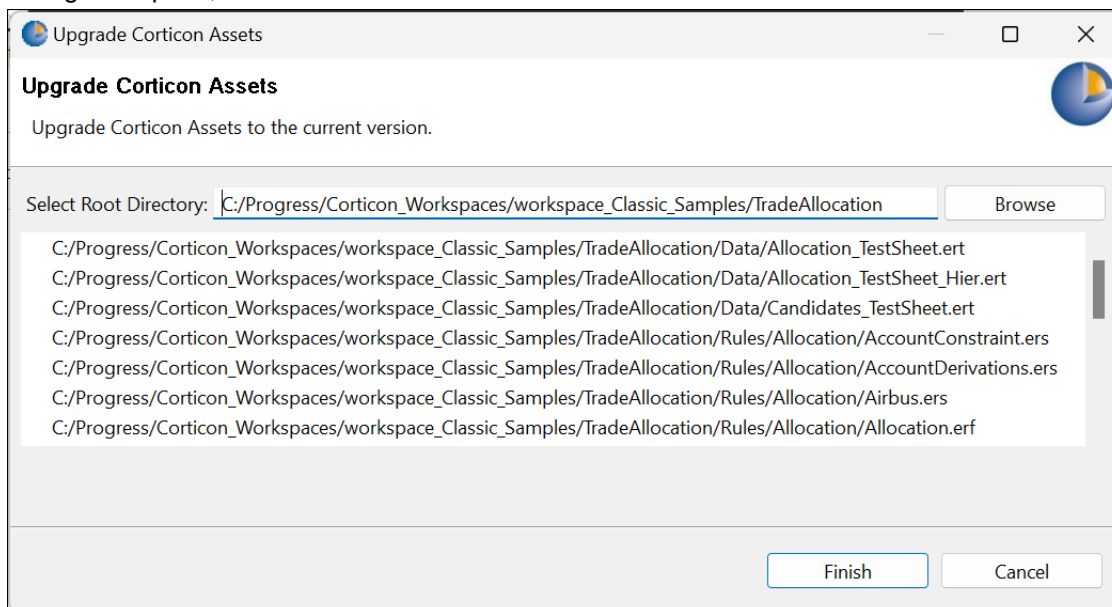 Upgrade Corticon Assets
Upgrade Corticon Assets
Upgrade Corticon Assets to the current version.
Select Root Directory: C:/Progress/Corticon_Workspaces/workspace_Classic_Samples/TradeAllocation Browse
C:/Progress/Corticon_Workspaces/workspace_Classic_Samples/TradeAllocation/Data/Allocation_TestSheet.ert
C:/Progress/Corticon_Workspaces/workspace_Classic_Samples/TradeAllocation/Data/Allocation_TestSheet_Hier.ert
C:/Progress/Corticon_Workspaces/workspace_Classic_Samples/TradeAllocation/Data/Candidates_TestSheet.ert
C:/Progress/Corticon_Workspaces/workspace_Classic_Samples/TradeAllocation/Rules/Allocation/AccountConstraint.ers
C:/Progress/Corticon_Workspaces/workspace_Classic_Samples/TradeAllocation/Rules/Allocation/AccountDerivations.ers
C:/Progress/Corticon_Workspaces/workspace_Classic_Samples/TradeAllocation/Rules/Allocation/Airbus.ers
C:/Progress/Corticon_Workspaces/workspace_Classic_Samples/TradeAllocation/Rules/Allocation/Allocation.erf
Finish Cancel